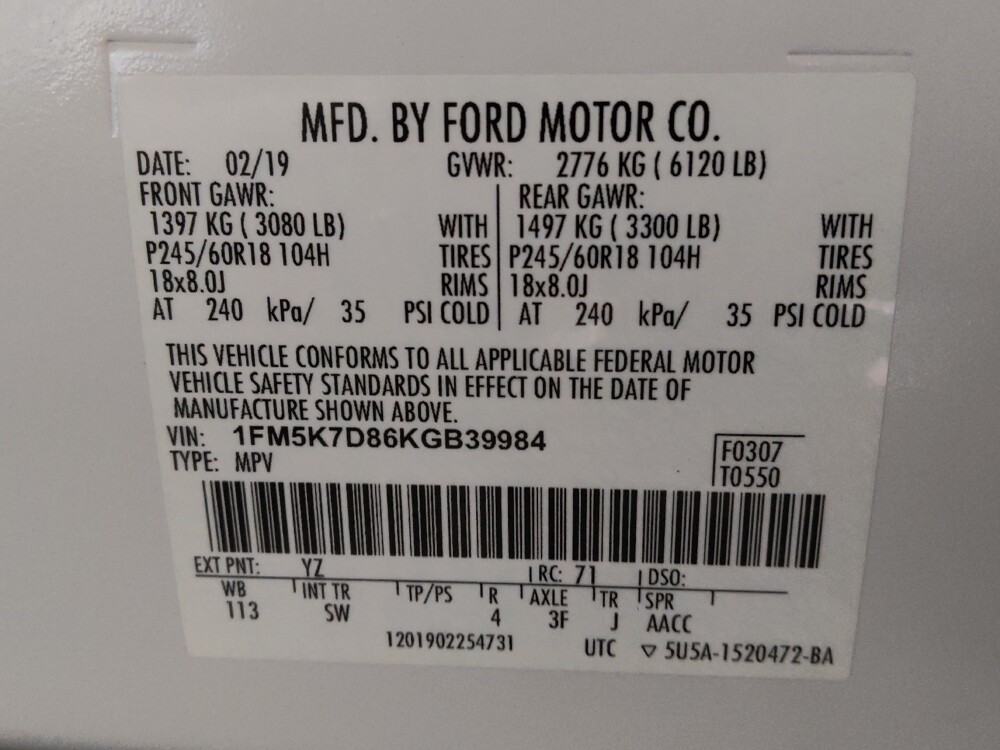 MFD. BY FORD MOTOR CO.
DATE: 02/19 GVWR: 2776 KG ( 6120 LB)
FRONT GAWR: REAR GAWR:
1397 KG ( 3080 LB) WITH 1497 KG ( 3300 LB) WITH
P245/60R18 104H TIRES P245/60R18 104H TIRES
18x8.0J RIMS 18x8.0J RIMS
AT 240 kPa/ 35 PSI COLD AT 240 kPa/ 35 PSI COLD
THIS VEHICLE CONFORMS TO ALL APPLICABLE FEDERAL MOTOR
VEHICLE SAFETY STANDARDS IN EFFECT ON THE DATE OF
MANUFACTURE SHOWN ABOVE.
VIN: 1FM5K7D86KGB39984
TYPE: MPV
F0307
T0550
EXT PNT: YZ RC: 71 DSO:
WB INT TR TP/PS R AXLE TR SPR
113 SW 4 3F J AACC
1201902254731 UTC ▽ 5U5A-1520472-BA